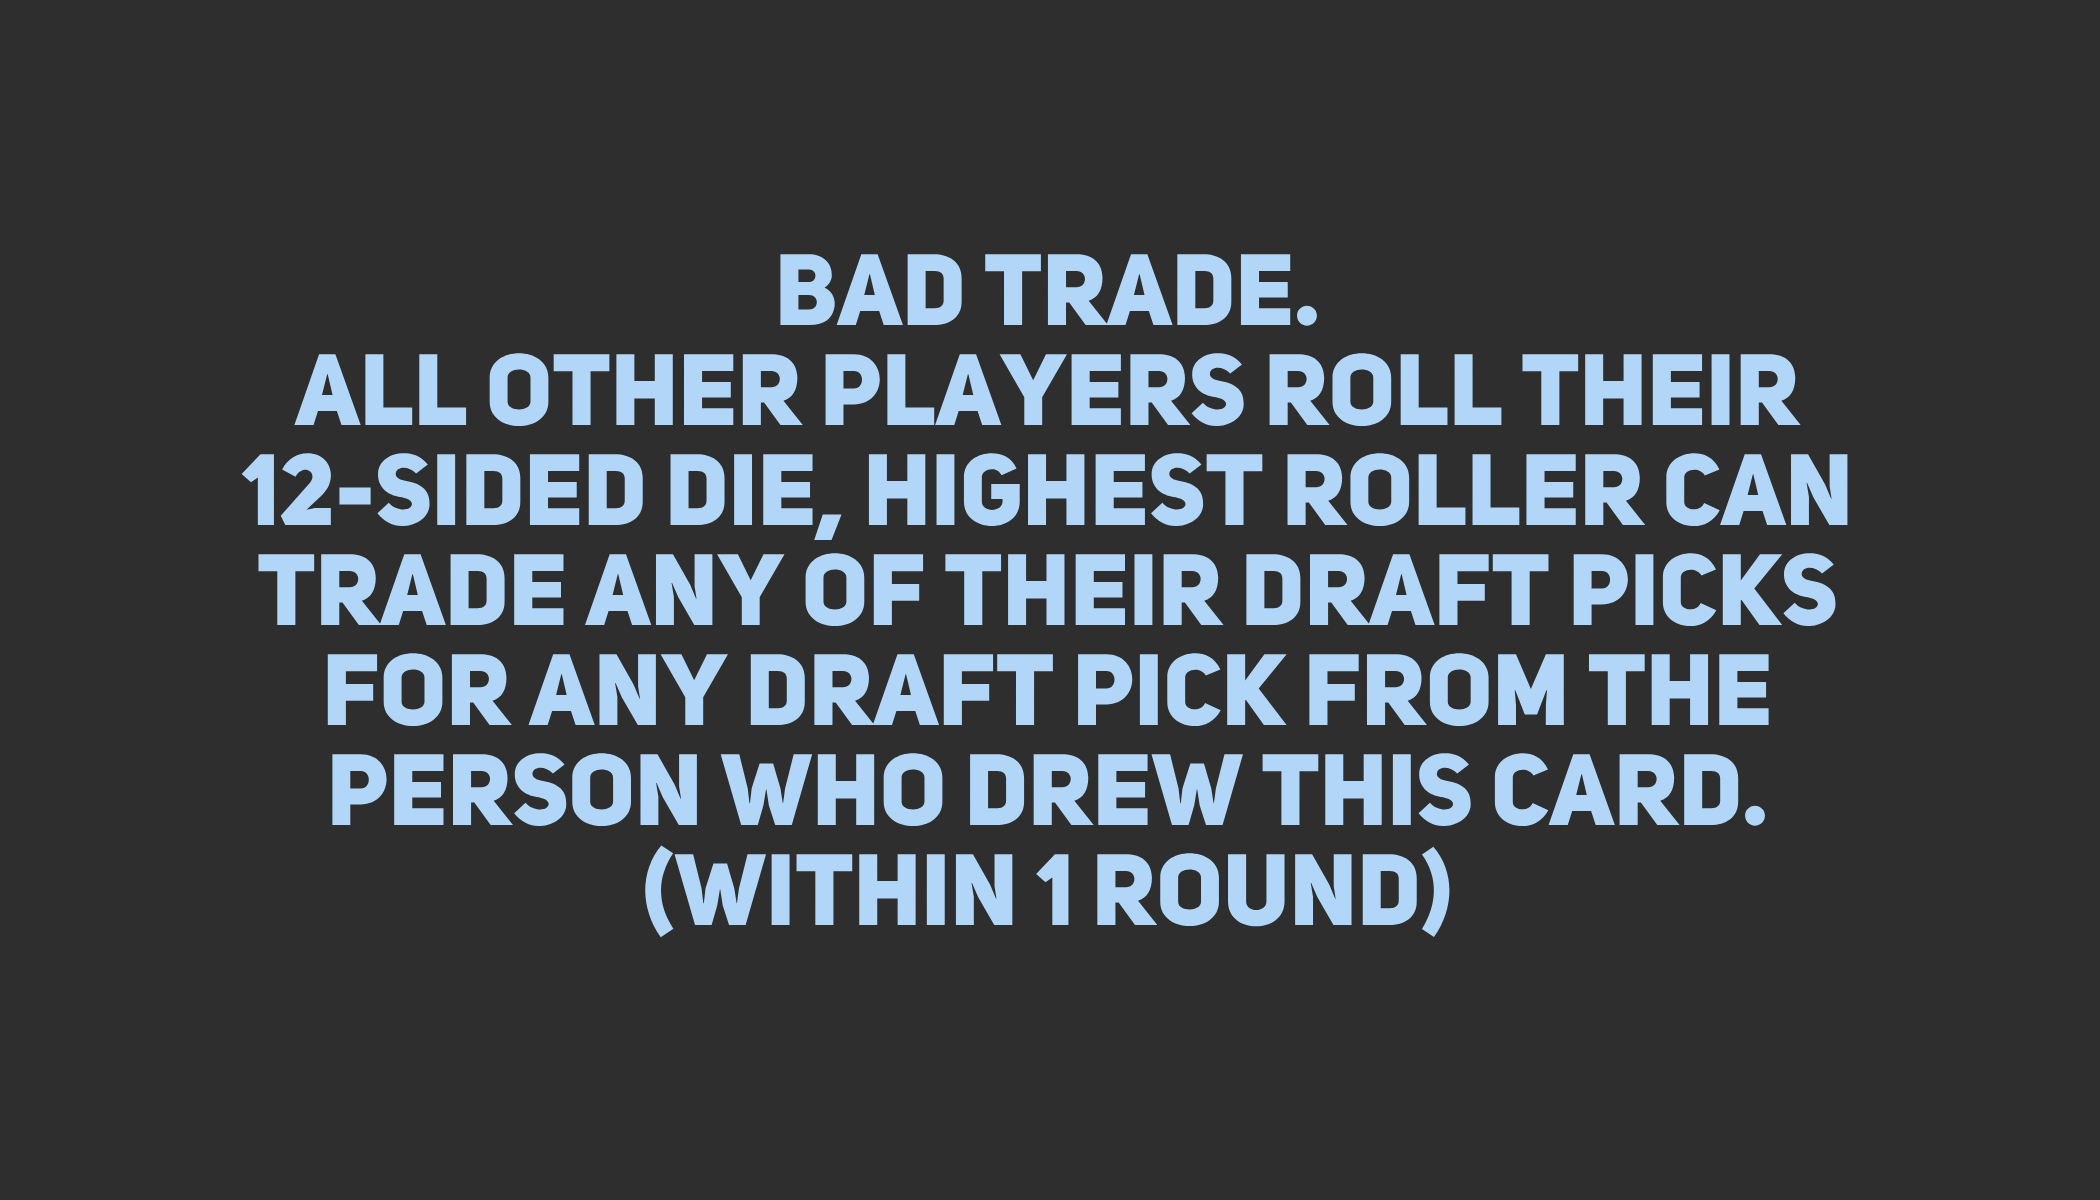 BAD TRADE.
ALL OTHER PLAYERS ROLL THEIR
12-SIDED DIE, HIGHEST ROLLER CAN
TRADE ANY OF THEIR DRAFT PICKS
FOR ANY DRAFT PICK FROM THE
PERSON WHO DREW THIS CARD.
(WITHIN 1 ROUND)